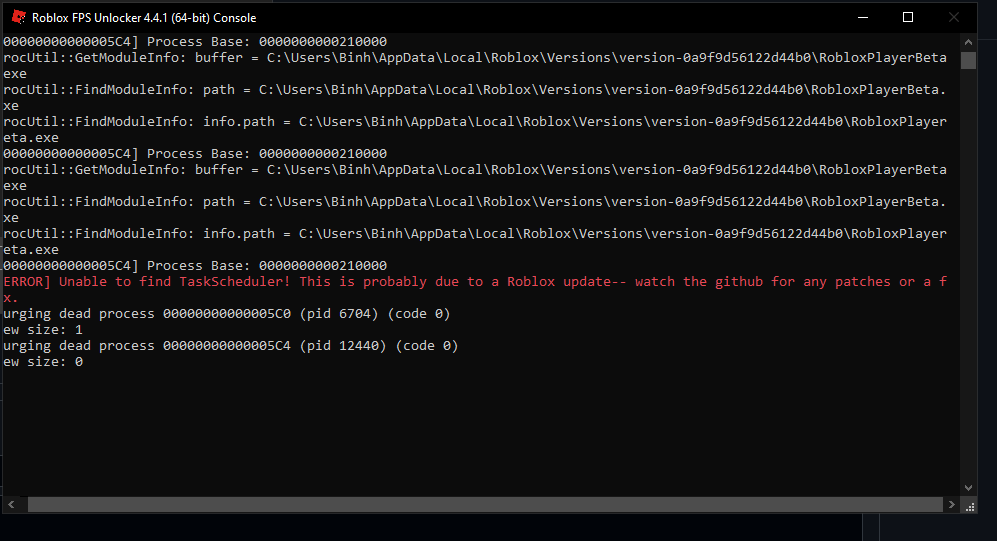 Roblox FPS Unlocker 4.4.1 (64-bit) Console
00000000000005C4] Process Base: 0000000000210000
rocUtil::GetModuleInfo: buffer = C:\Users\Binh\AppData\Local\Roblox\Versions\version-0a9f9d56122d44b0\RobloxPlayerBeta
exe
rocUtil::FindModuleInfo: path = C:\Users\Binh\AppData\Local\Roblox\Versions\version-0a9f9d56122d44b0\RobloxPlayerBeta.
xe
rocUtil::FindModuleInfo: info.path = C:\Users\Binh\AppData\Local\Roblox\Versions\version-0a9f9d56122d44b0\RobloxPlayer
eta.exe
00000000000005C4] Process Base: 0000000000210000
rocUtil::GetModuleInfo: buffer = C:\Users\Binh\AppData\Local\Roblox\Versions\version-0a9f9d56122d44b0\RobloxPlayerBeta
exe
rocUtil::FindModuleInfo: path = C:\Users\Binh\AppData\Local\Roblox\Versions\version-0a9f9d56122d44b0\RobloxPlayerBeta.
xe
rocUtil::FindModuleInfo: info.path = C:\Users\Binh\AppData\Local\Roblox\Versions\version-0a9f9d56122d44b0\RobloxPlayer
eta.exe
00000000000005C4] Process Base: 0000000000210000
ERROR] Unable to find TaskScheduler! This is probably due to a Roblox update-- watch the github for any patches or a f
x.
urging dead process 00000000000005C0 (pid 6704) (code 0)
ew size: 1
urging dead process 00000000000005C4 (pid 12440) (code 0)
ew size: 0